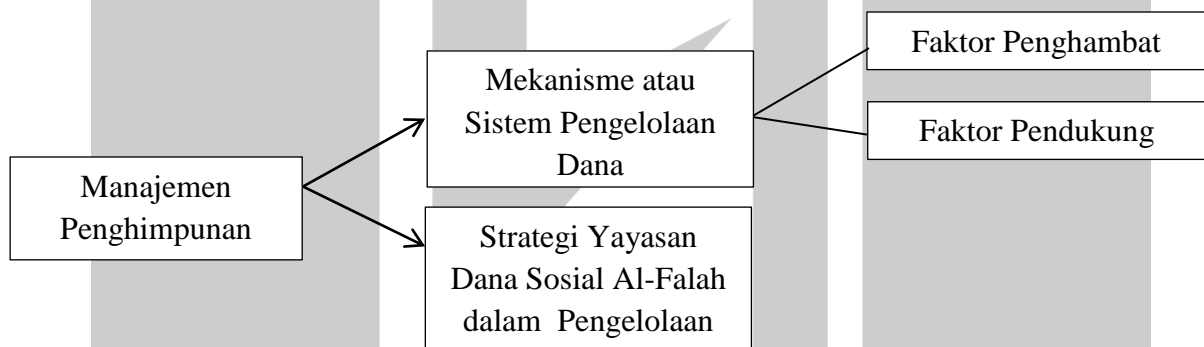 Manajemen
Penghimpunan
Mekanisme atau
Sistem Pengelolaan
Dana
Strategi Yayasan
Dana Sosial Al-Falah
dalam Pengelolaan
Faktor Penghambat
Faktor Pendukung